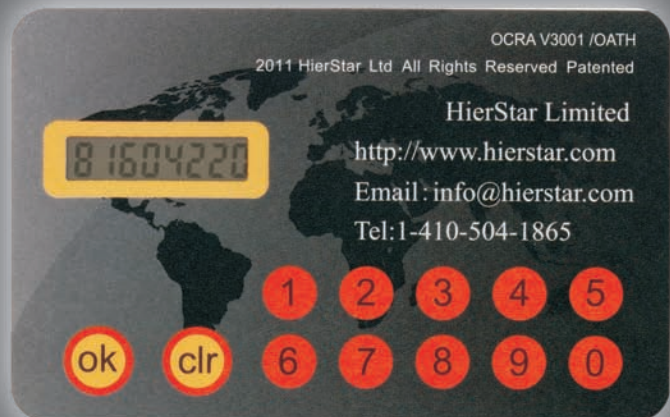 OCRA V3001 /OATH
2011 HierStar Ltd All Rights Reserved Patented
HierStar Limited
81604220
http://www.hierstar.com
Email: info@hierstar.com
Tel:1-410-504-1865
1 2 3 4 5
ok clr 6 7 8 9 0